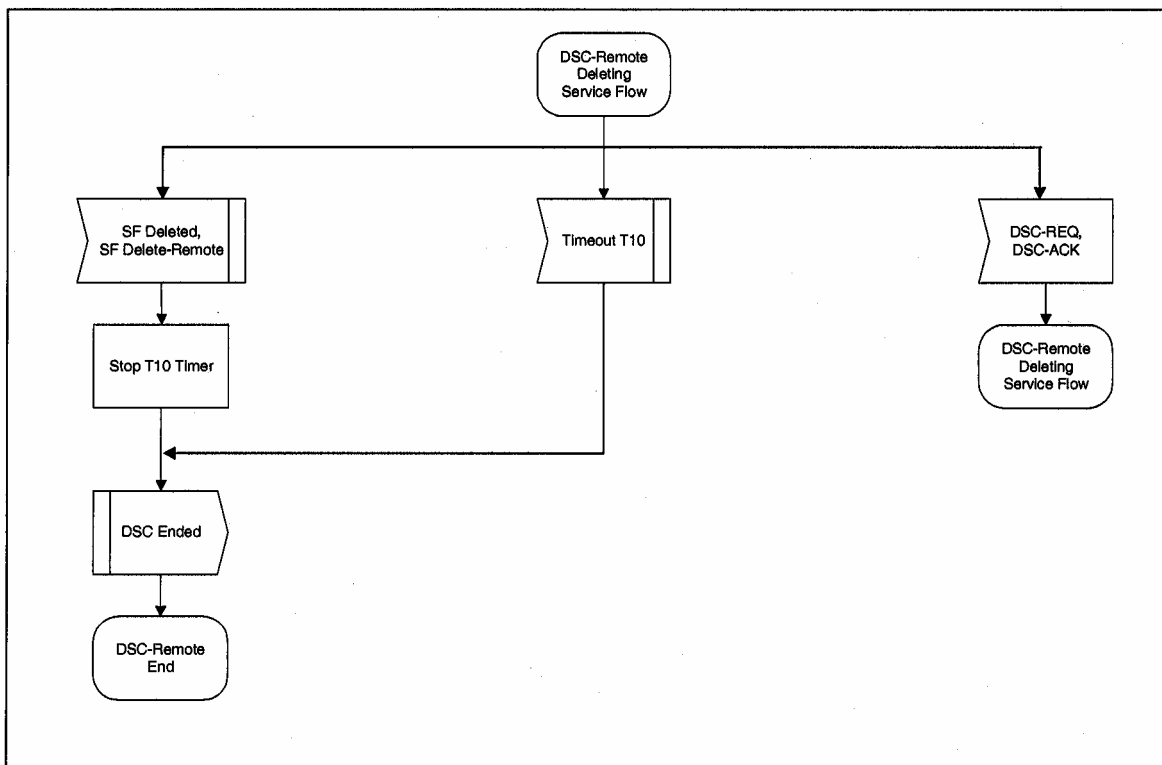 DSC-Remote
Deleting
Service Flow
SF Deleted,
SF Delete-Remote
Timeout T10
DSC-REQ,
DSC-ACK
Stop T10 Timer
DSC-Remote
Deleting
Service Flow
DSC Ended
DSC-Remote
End